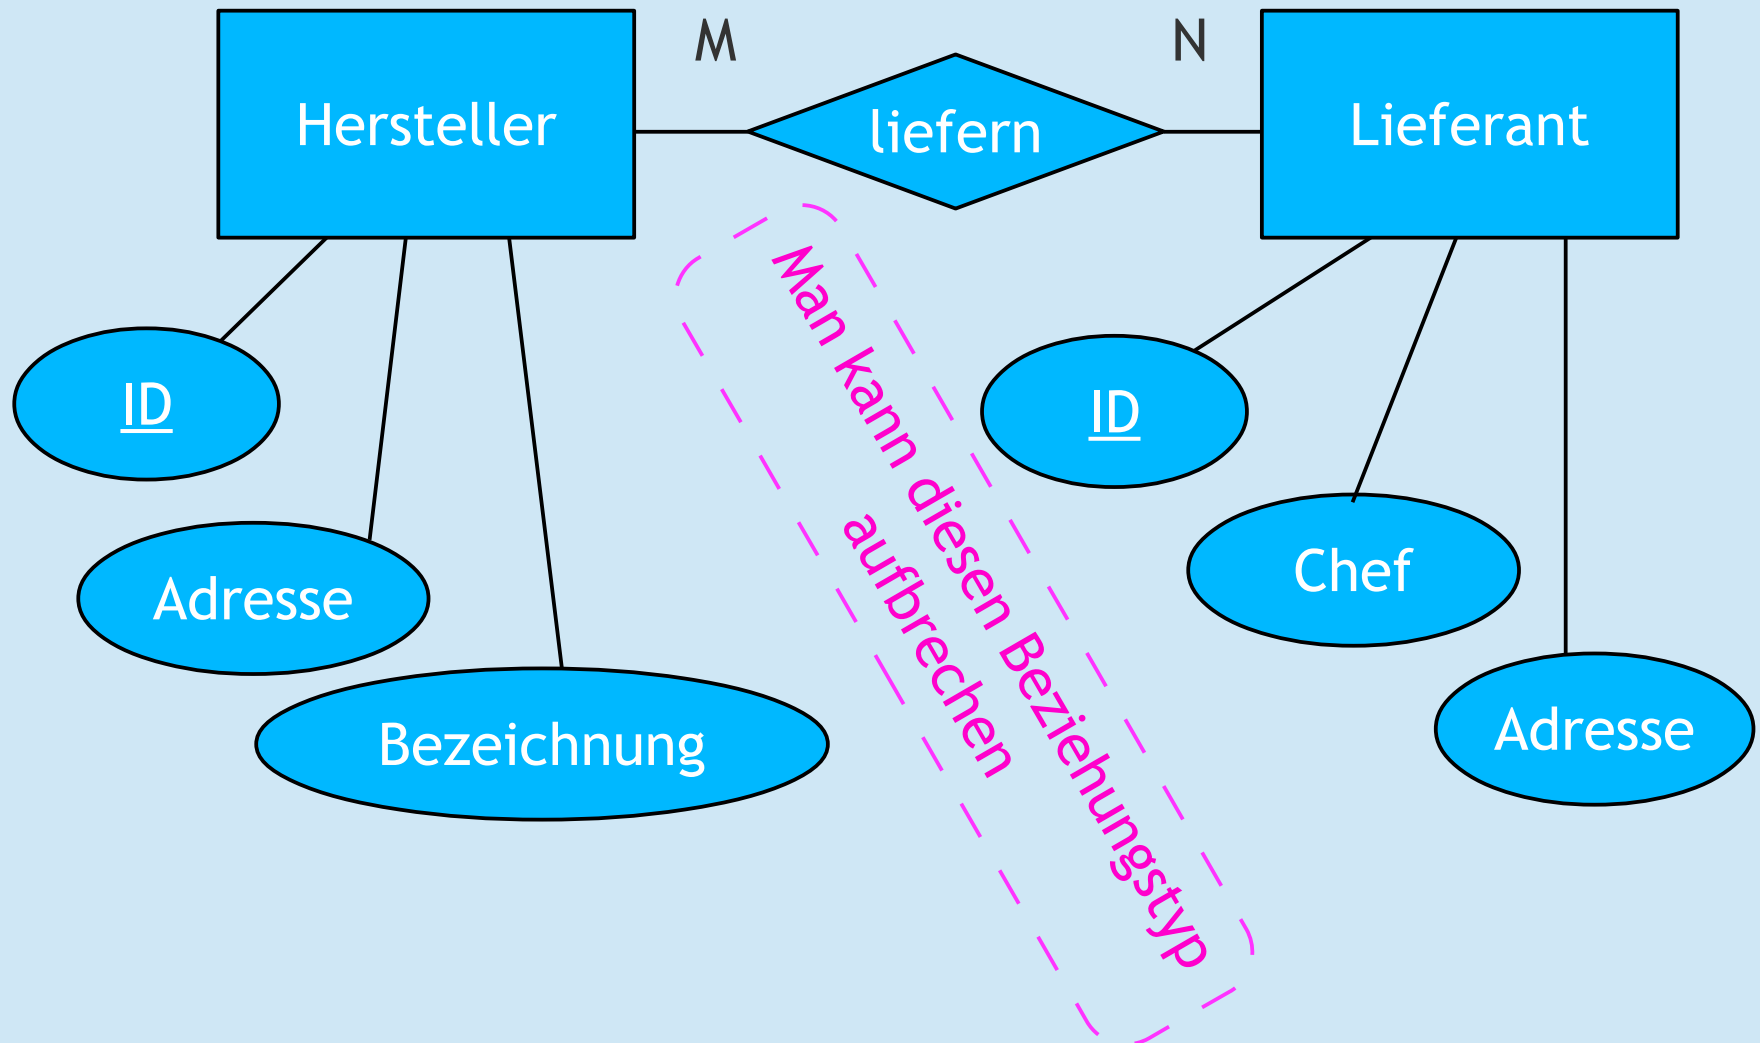 Hersteller
M
liefern
N
Lieferant
ID
Adresse
Bezeichnung
Man kann diesen Beziehungstyp
aufbrechen
ID
Chef
Adresse